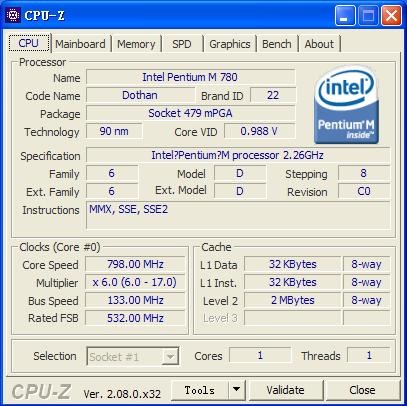 CPU-Z
CPU Mainboard Memory SPD Graphics Bench About
Processor
Name Intel Pentium M 780
Code Name Dothan Brand ID 22
Package Socket 479 mPGA
Technology 90 nm Core VID 0.988 V
intel
Pentium M
inside
Specification Intel?Pentium?M processor 2.26GHz
Family 6 Model D Stepping 8
Ext. Family 6 Ext. Model D Revision C0
Instructions MMX, SSE, SSE2
Clocks (Core #0)
Core Speed 798.00 MHz
Multiplier x 6.0 (6.0 - 17.0)
Bus Speed 133.00 MHz
Rated FSB 532.00 MHz
Cache
L1 Data 32 KBytes 8-way
L1 Inst. 32 KBytes 8-way
Level 2 2 MBytes 8-way
Level 3
Selection Socket #1 Cores 1 Threads 1
CPU-Z Ver. 2.08.0.x32 Tools Validate Close